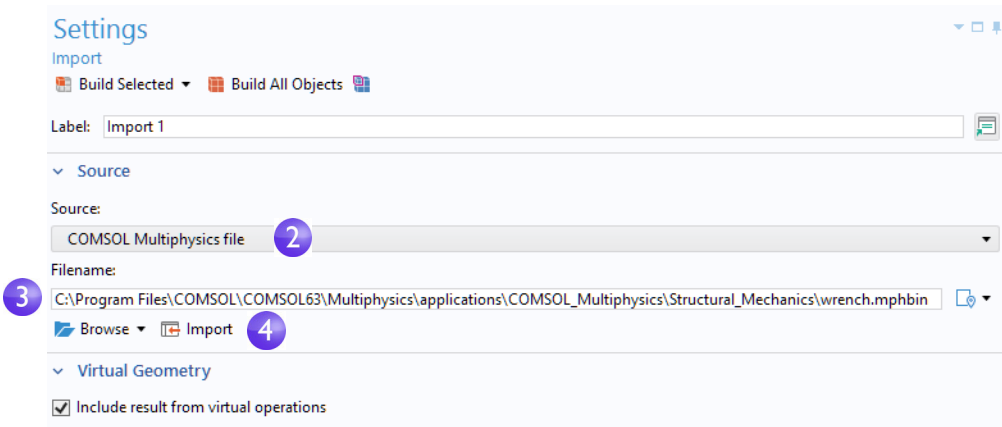 Settings
Import
Build Selected Build All Objects
Label: Import 1
Source
Source:
COMSOL Multiphysics file 2
Filename:
3 C:\Program Files\COMSOL\COMSOL63\Multiphysics\applications\COMSOL_Multiphysics\Structural_Mechanics\wrench.mphbin
Browse Import 4
Virtual Geometry
Include result from virtual operations